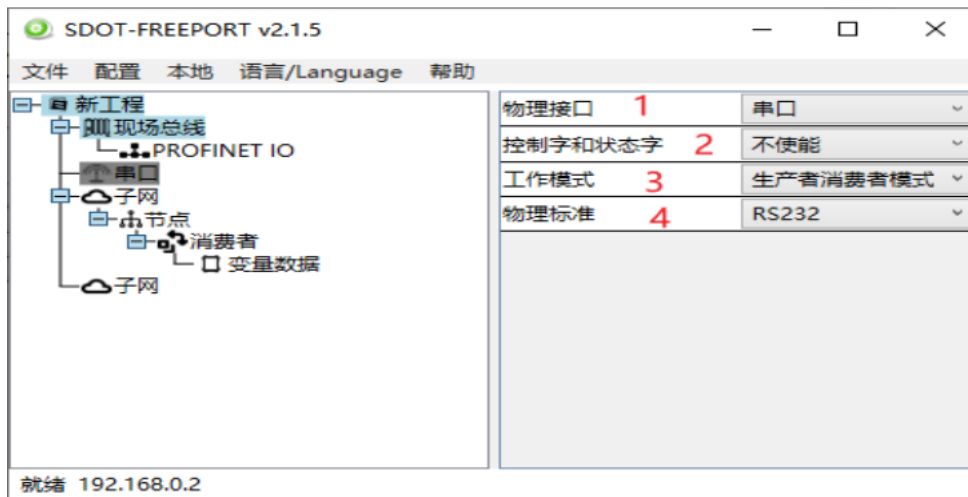 SDOT-FREEPORT v2.1.5
文件 配置 本地 语言/Language 帮助
新工程
现场总线
PROFINET IO
串口
子网
节点
消费者
变量数据
子网
物理接口 1 串口
控制字和状态字 2 不使能
工作模式 3 生产者消费者模式
物理标准 4 RS232
就绪 192.168.0.2